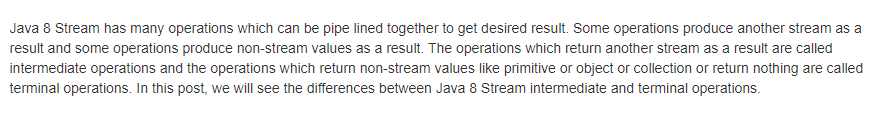 Java 8 Stream has many operations which can be pipe lined together to get desired result. Some operations produce another stream as a
result and some operations produce non-stream values as a result. The operations which return another stream as a result are called
intermediate operations and the operations which return non-stream values like primitive or object or collection or return nothing are called
terminal operations. In this post, we will see the differences between Java 8 Stream intermediate and terminal operations.